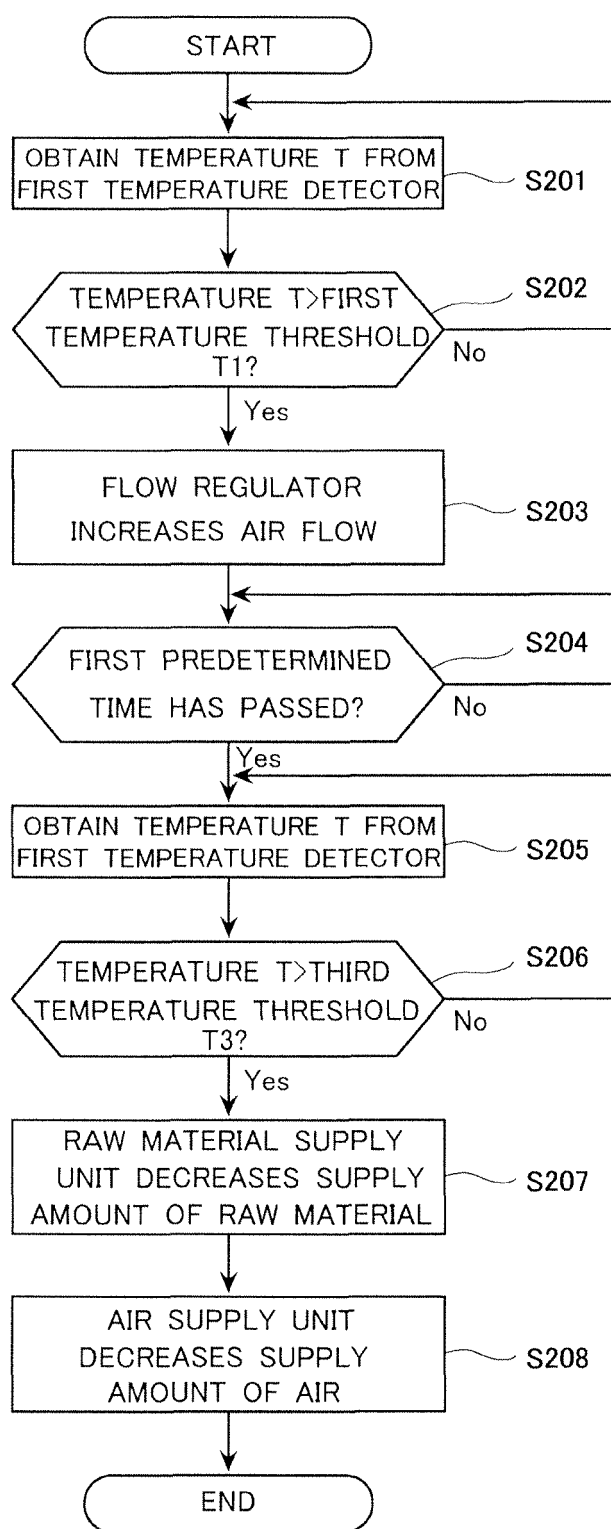 START
OBTAIN TEMPERATURE T FROM
FIRST TEMPERATURE DETECTOR
S201
TEMPERATURE T>FIRST
TEMPERATURE THRESHOLD
T1?
S202
No
Yes
FLOW REGULATOR
INCREASES AIR FLOW
S203
FIRST PREDETERMINED
TIME HAS PASSED?
S204
No
Yes
OBTAIN TEMPERATURE T FROM
FIRST TEMPERATURE DETECTOR
S205
TEMPERATURE T>THIRD
TEMPERATURE THRESHOLD
T3?
S206
No
Yes
RAW MATERIAL SUPPLY
UNIT DECREASES SUPPLY
AMOUNT OF RAW MATERIAL
S207
AIR SUPPLY UNIT
DECREASES SUPPLY
AMOUNT OF AIR
S208
END